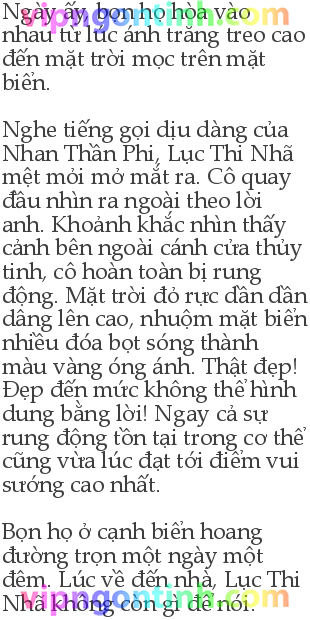 Ngày ấy, bọn họ hòa vào
nhau từ lúc ánh trăng treo cao
đến mặt trời mọc trên mặt
biển.
Nghe tiếng gọi dịu dàng của
Nhan Thần Phi, Lục Thi Nhã
mệt mỏi mở mắt ra. Cô quay
đầu nhìn ra ngoài theo lời
anh. Khoảnh khắc nhìn thấy
cảnh bên ngoài cánh cửa thủy
tinh, cô hoàn toàn bị rung
động. Mặt trời đỏ rực dần dần
dâng lên cao, nhuộm mặt biển
nhiều đóa bọt sóng thành
màu vàng óng ánh. Thật đẹp!
Đẹp đến mức không thể hình
dung bằng lời! Ngay cả sự
rung động tồn tại trong cơ thể
cũng vừa lúc đạt tới điểm vui
sướng cao nhất.
Bọn họ ở cạnh biển hoang
đường trọn một ngày một
đêm. Lúc về đến nhà, Lục Thi
Nhã không còn gì để nói.
vipngontinh.com
vipngontinh.com